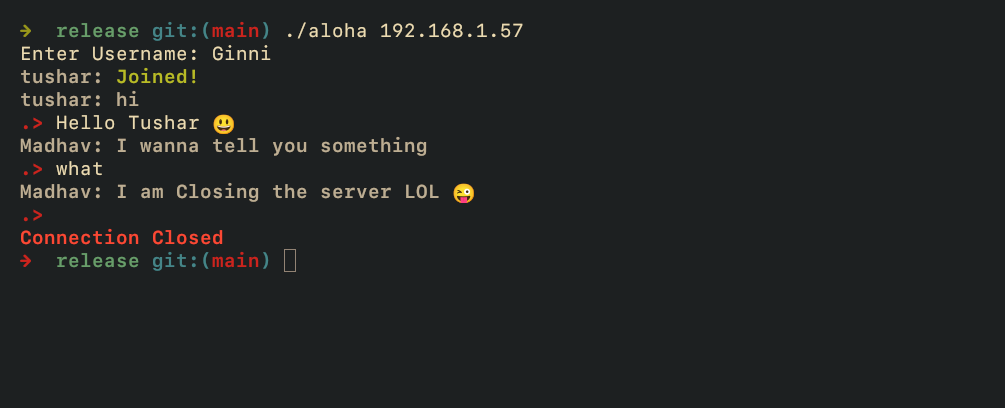 → release git:(main) ./aloha 192.168.1.57
Enter Username: Ginni
tushar: Joined!
tushar: hi
.> Hello Tushar 😃
Madhav: I wanna tell you something
.> what
Madhav: I am Closing the server LOL 😜
.>
Connection Closed
→ release git:(main)